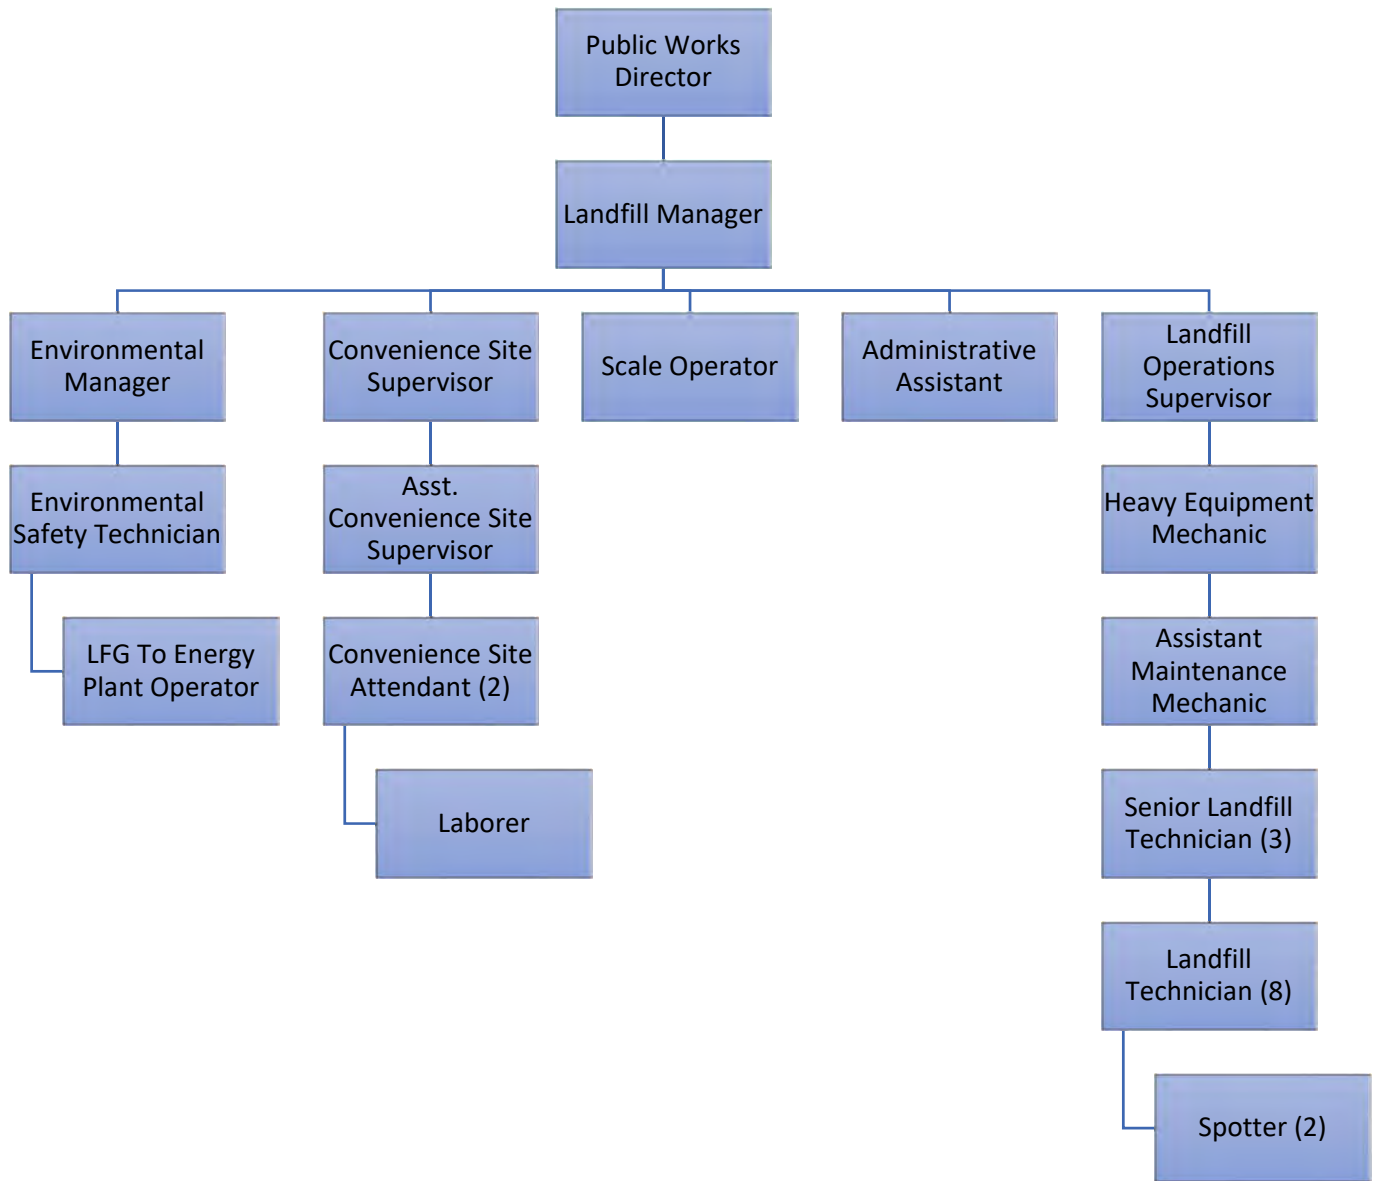 Public Works
Director
Landfill Manager
Environmental
Manager
Convenience Site
Supervisor
Scale Operator
Administrative
Assistant
Landfill
Operations
Supervisor
Environmental
Safety Technician
Asst.
Convenience Site
Supervisor
Heavy Equipment
Mechanic
LFG To Energy
Plant Operator
Convenience Site
Attendant (2)
Assistant
Maintenance
Mechanic
Laborer
Senior Landfill
Technician (3)
Landfill
Technician (8)
Spotter (2)